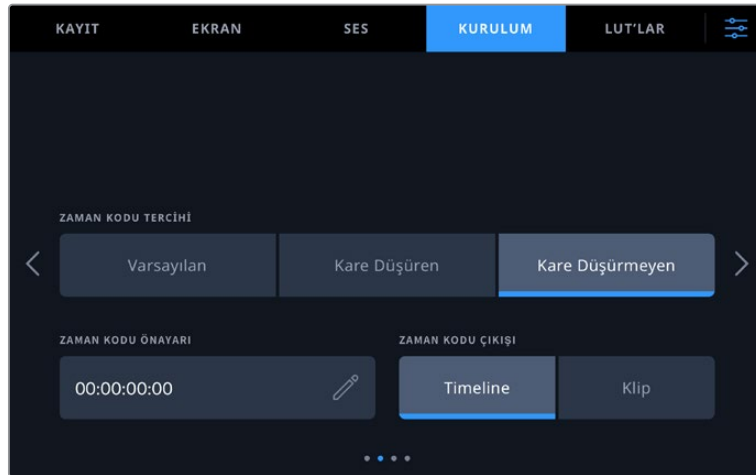 KAYIT EKRAN SES KURULUM LUT'LAR
ZAMAN KODU TERCİHİ
Varsayılan Kare Düşüren Kare Düşürmeyen
ZAMAN KODU ÖNAYARI ZAMAN KODU ÇIKIŞI
00:00:00:00 Timeline Klip